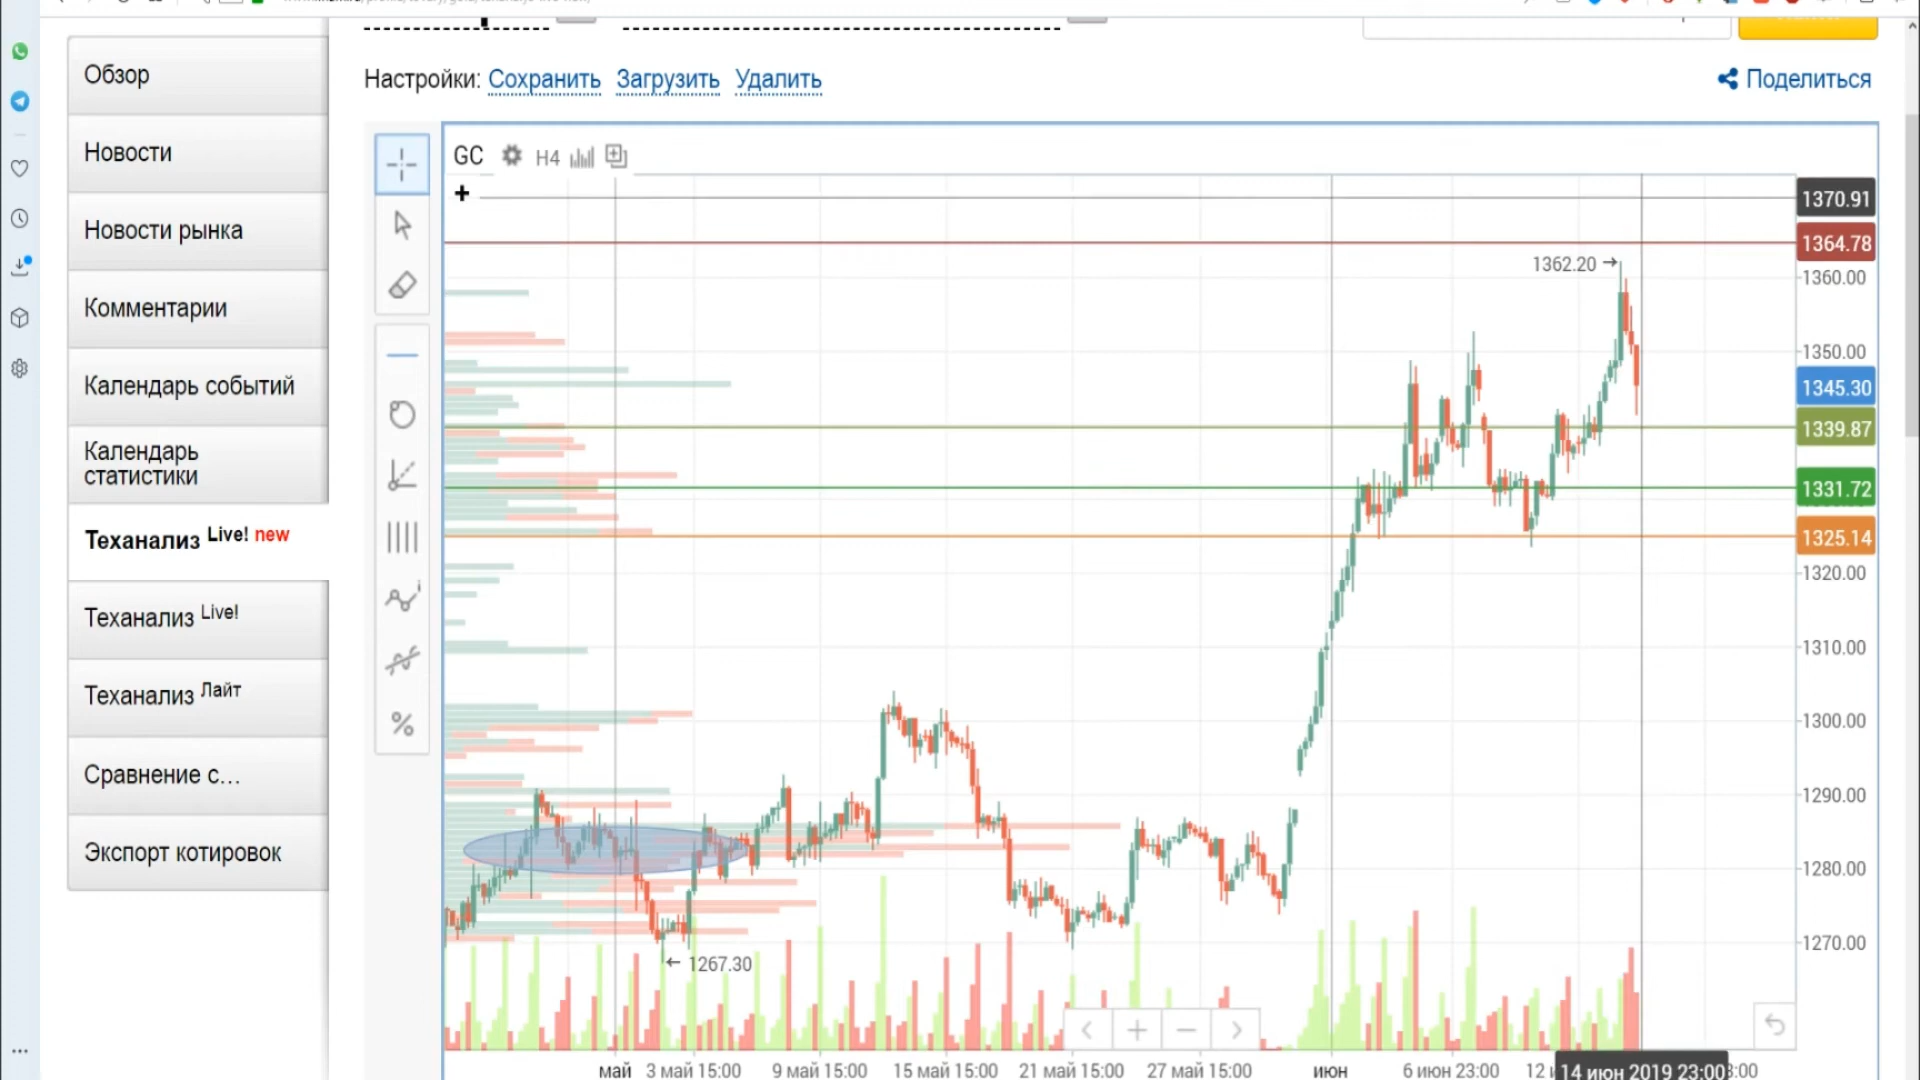 Настройки: Сохранить Загрузить Удалить
Поделиться
Обзор
Новости
Новости рынка
Комментарии
Календарь событий
Календарь
статистики
Теханализ Live! new
Теханализ Live!
Теханализ Лайт
Сравнение с...
Экспорт котировок
GC H4
1370.91
1364.78
1362.20 →
1360.00
1350.00
1345.30
1339.87
1331.72
1325.14
1320.00
1310.00
1300.00
1290.00
1280.00
1270.00
← 1267.30
май 3 май 15:00 9 май 15:00 15 май 15:00 21 май 15:00 27 май 15:00 июн 6 июн 23:00 12 14 июн 2019 23:00